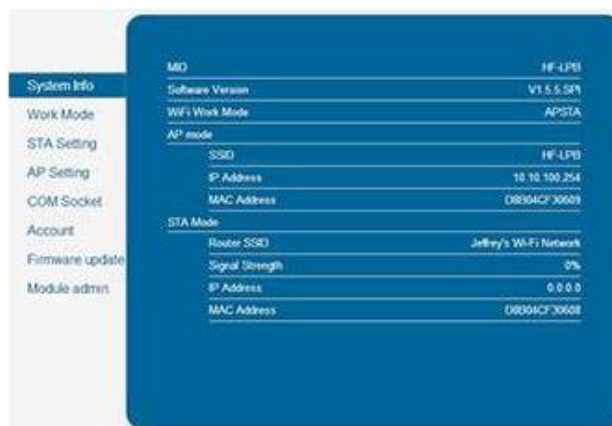 System Info
Work Mode
STA Setting
AP Setting
COM Socket
Account
Firmware update
Module admin
MID HF-LPB
Software Version V1.5.5.SPI
WiFi Work Mode APSTA
AP mode
SSID HF-LPB
IP Address 10.10.100.254
MAC Address
STA Mode
Router SSID Jeffrey's Wi-Fi Network
Signal Strength 0%
IP Address 0.0.0.0
MAC Address